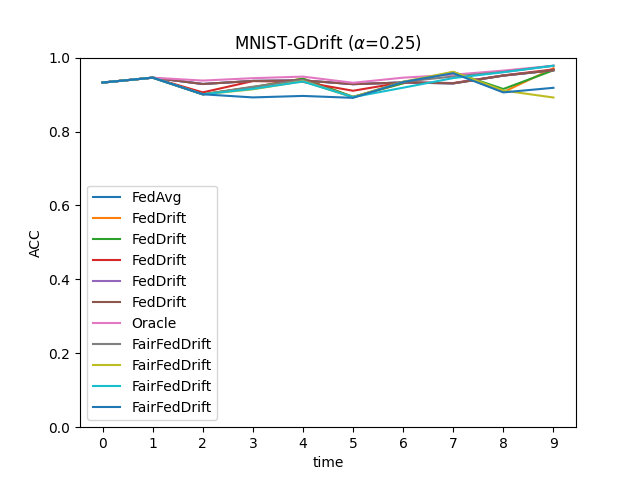 MNIST-GDrift (α=0.25)
1.0
0.8
0.6
0.4
0.2
0.0
ACC
FedAvg
FedDrift
FedDrift
FedDrift
FedDrift
FedDrift
Oracle
FairFedDrift
FairFedDrift
FairFedDrift
FairFedDrift
0 1 2 3 4 5 6 7 8 9
time